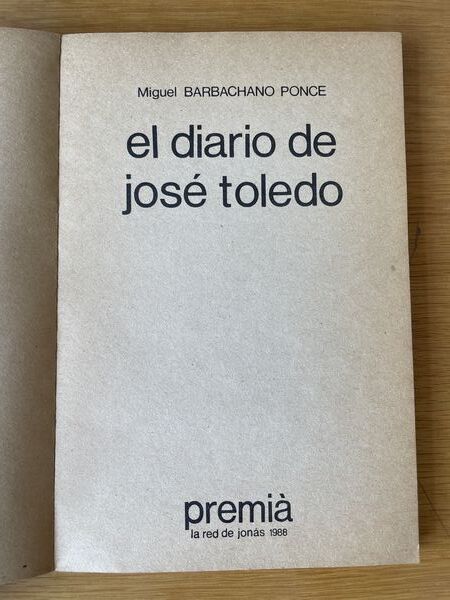 Miguel BARBACHANO PONCE
el diario de
josé toledo
premià
la red de jonás 1988